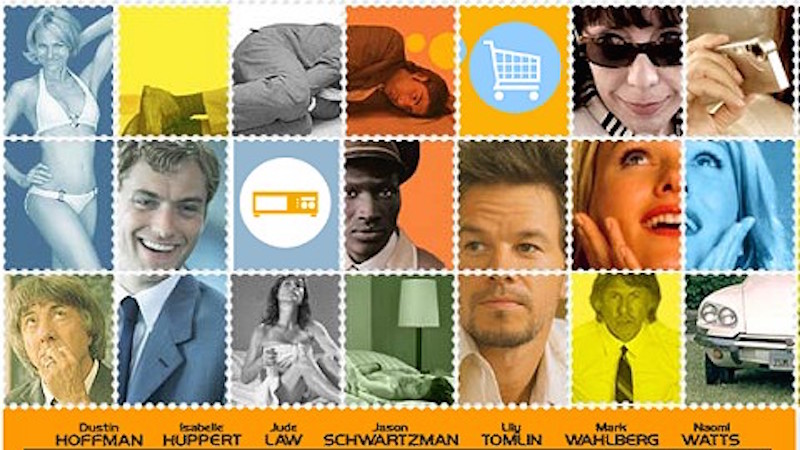 Dustin Isabelle Jude Jason Lily Mark Naomi
HOFFMAN HUPPERT LAW SCHWARTZMAN TOMLIN WAHLBERG WATTS